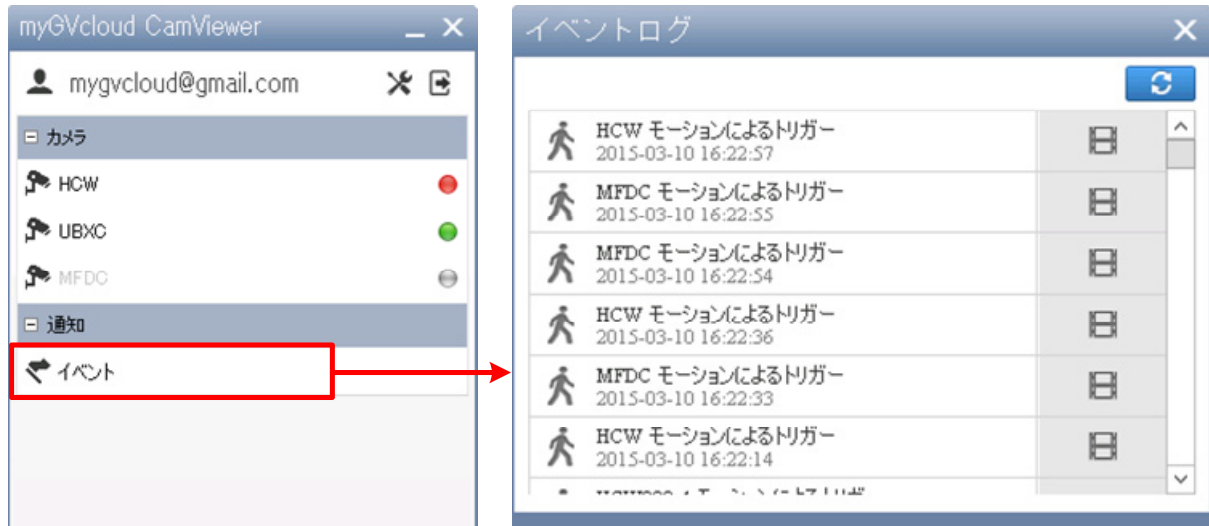 myGVcloud CamViewer
mygvcloud@gmail.com
カメラ
HCW
UBXC
MFDC
通知
イベント
イベントログ
HCW モーションによるトリガー
2015-03-10 16:22:57
MFDC モーションによるトリガー
2015-03-10 16:22:55
MFDC モーションによるトリガー
2015-03-10 16:22:54
HCW モーションによるトリガー
2015-03-10 16:22:36
MFDC モーションによるトリガー
2015-03-10 16:22:33
HCW モーションによるトリガー
2015-03-10 16:22:14